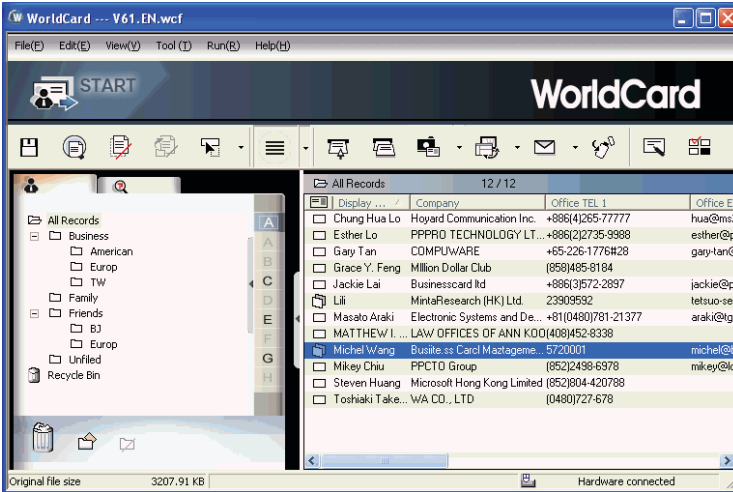 WorldCard --- V61.EN.wcf
File(F) Edit(E) View(V) Tool (T) Run(R) Help(H)
START
WorldCard
All Records 12 / 12
Display ... Company Office TEL 1 Office E
Chung Hua Lo Hoyard Communication Inc. +886(4)265-77777 hua@ms
Esther Lo PPPRO TECHNOLOGY LT... +886(2)2735-9988 esther@p
Gary Tan COMPUWARE +65-226-1776#28 gary-tan@
Grace Y. Feng MIllion Dollar Club (858)485-8184
Jackie Lai Businesscard ltd +886(3)572-2897 jackie@p
Lili MintaResearch (HK) Ltd. 23909592 tetsuo-se
Masato Araki Electronic Systems and De... +81(0480)781-21377 araki@tg
MATTHEW I. ... LAW OFFICES OF ANN KOO (408)452-8338
Michel Wang Busiite.ss Carcl Maztageme... 5720001 michel@
Mikey Chiu PPCTO Group (852)2498-6978 mikey@lo
Steven Huang Microsoft Hong Kong Limited (852)804-420788
Toshiaki Take... WA CO., LTD (0480)727-678
All Records
Business
American
Europ
TW
Family
Friends
BJ
Europ
Unfiled
Recycle Bin
A
A
B
C
D
E
F
G
H
Original file size 3207.91 KB Hardware connected